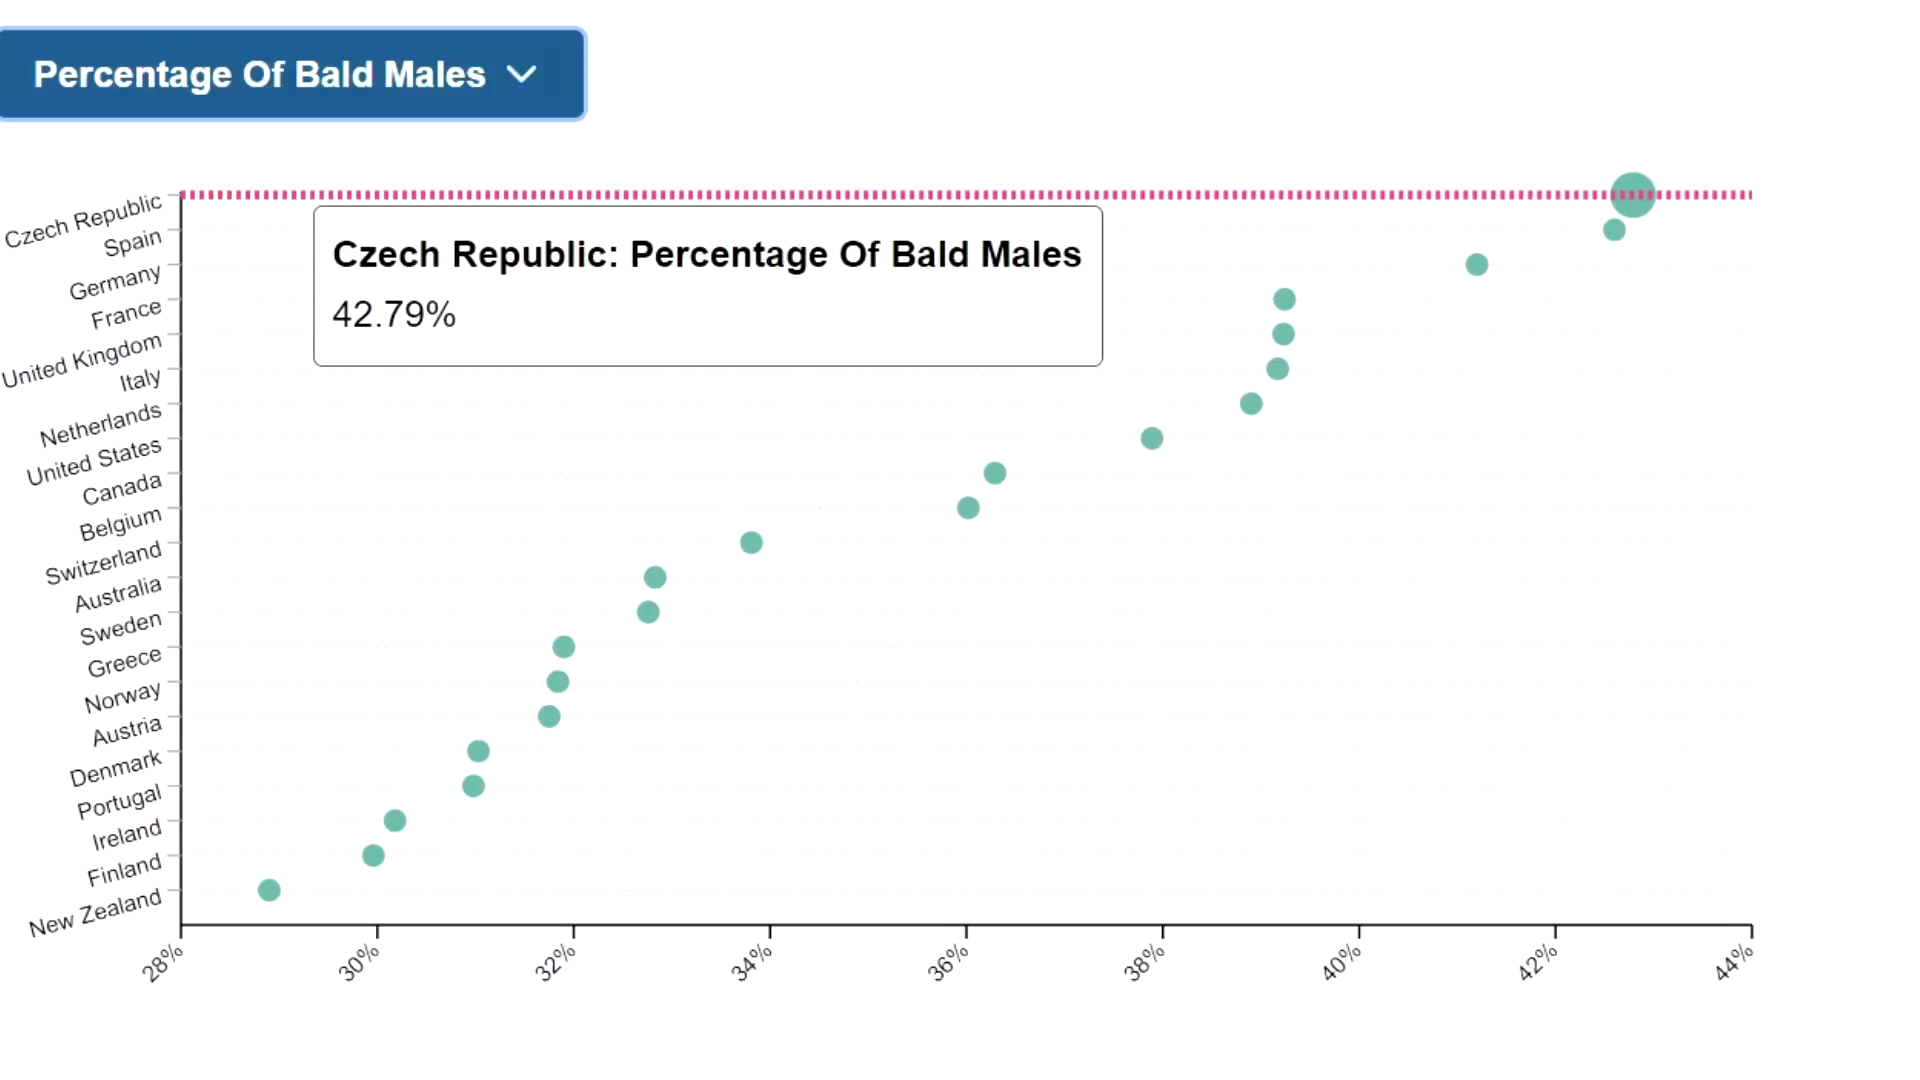 Percentage Of Bald Males
Czech Republic
Spain
Germany
France
United Kingdom
Italy
Netherlands
United States
Canada
Belgium
Switzerland
Australia
Sweden
Greece
Norway
Austria
Denmark
Portugal
Ireland
Finland
New Zealand
Czech Republic: Percentage Of Bald Males
42.79%
28% 30% 32% 34% 36% 38% 40% 42% 44%